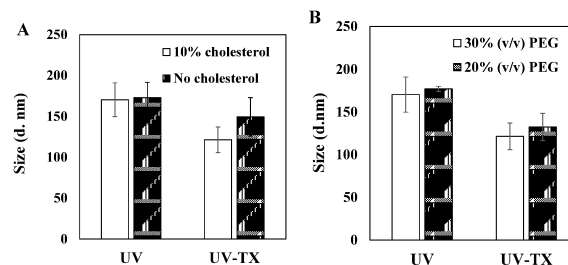 A
Size (d. nm)
250
200
150
100
50
0
10% cholesterol
No cholesterol
UV
UV-TX
B
Size (d.nm)
250
200
150
100
50
0
30% (v/v) PEG
20% (v/v) PEG
UV
UV-TX